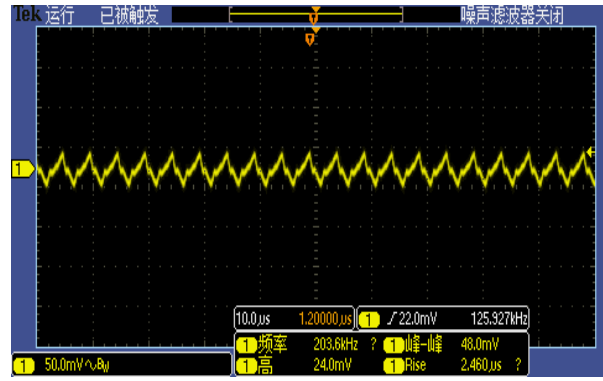 Tek 运行 已被触发 噪声滤波器关闭
1
10.0μs 1.20000μs 1 22.0mV 125.927kHz
1 频率 203.6kHz ? 1 峰-峰 48.0mV
1 50.0mV BW 1 高 24.0mV 1 Rise 2.460μs ?